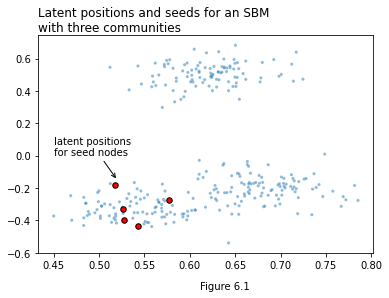 Latent positions and seeds for an SBM
with three communities
0.6
0.4
0.2
0.0
−0.2
−0.4
−0.6
latent positions
for seed nodes
0.45 0.50 0.55 0.60 0.65 0.70 0.75 0.80
Figure 6.1